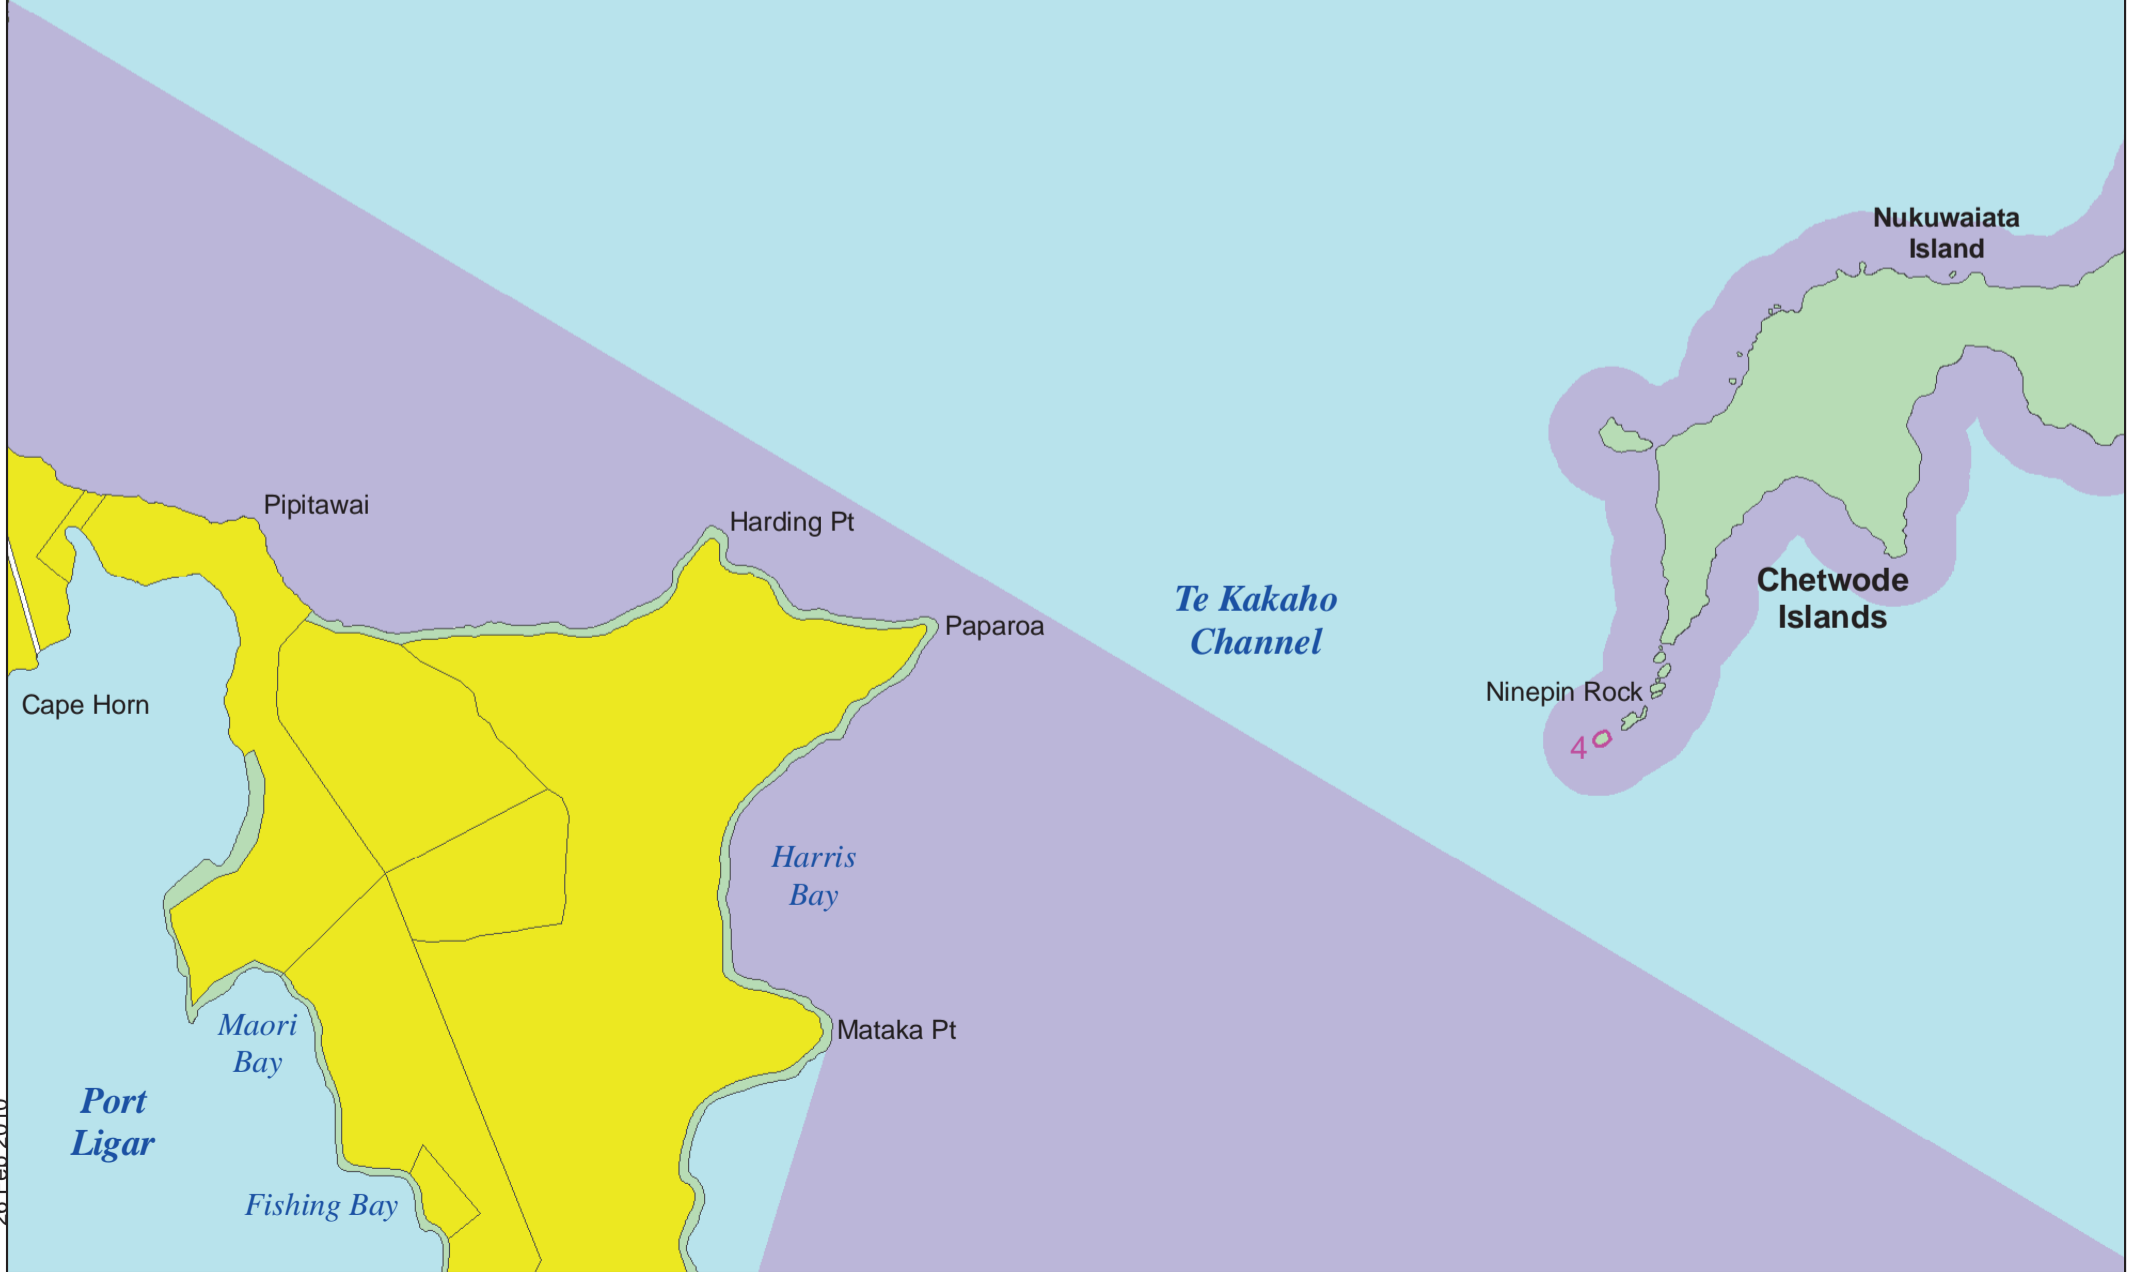 Nukuwaiata
Island
Pipitawai
Harding Pt
Chetwode
Islands
Te Kakaho
Channel
Paparoa
Ninepin Rock
Cape Horn
4
Harris
Bay
Maori
Bay
Mataka Pt
Port
Ligar
Fishing Bay